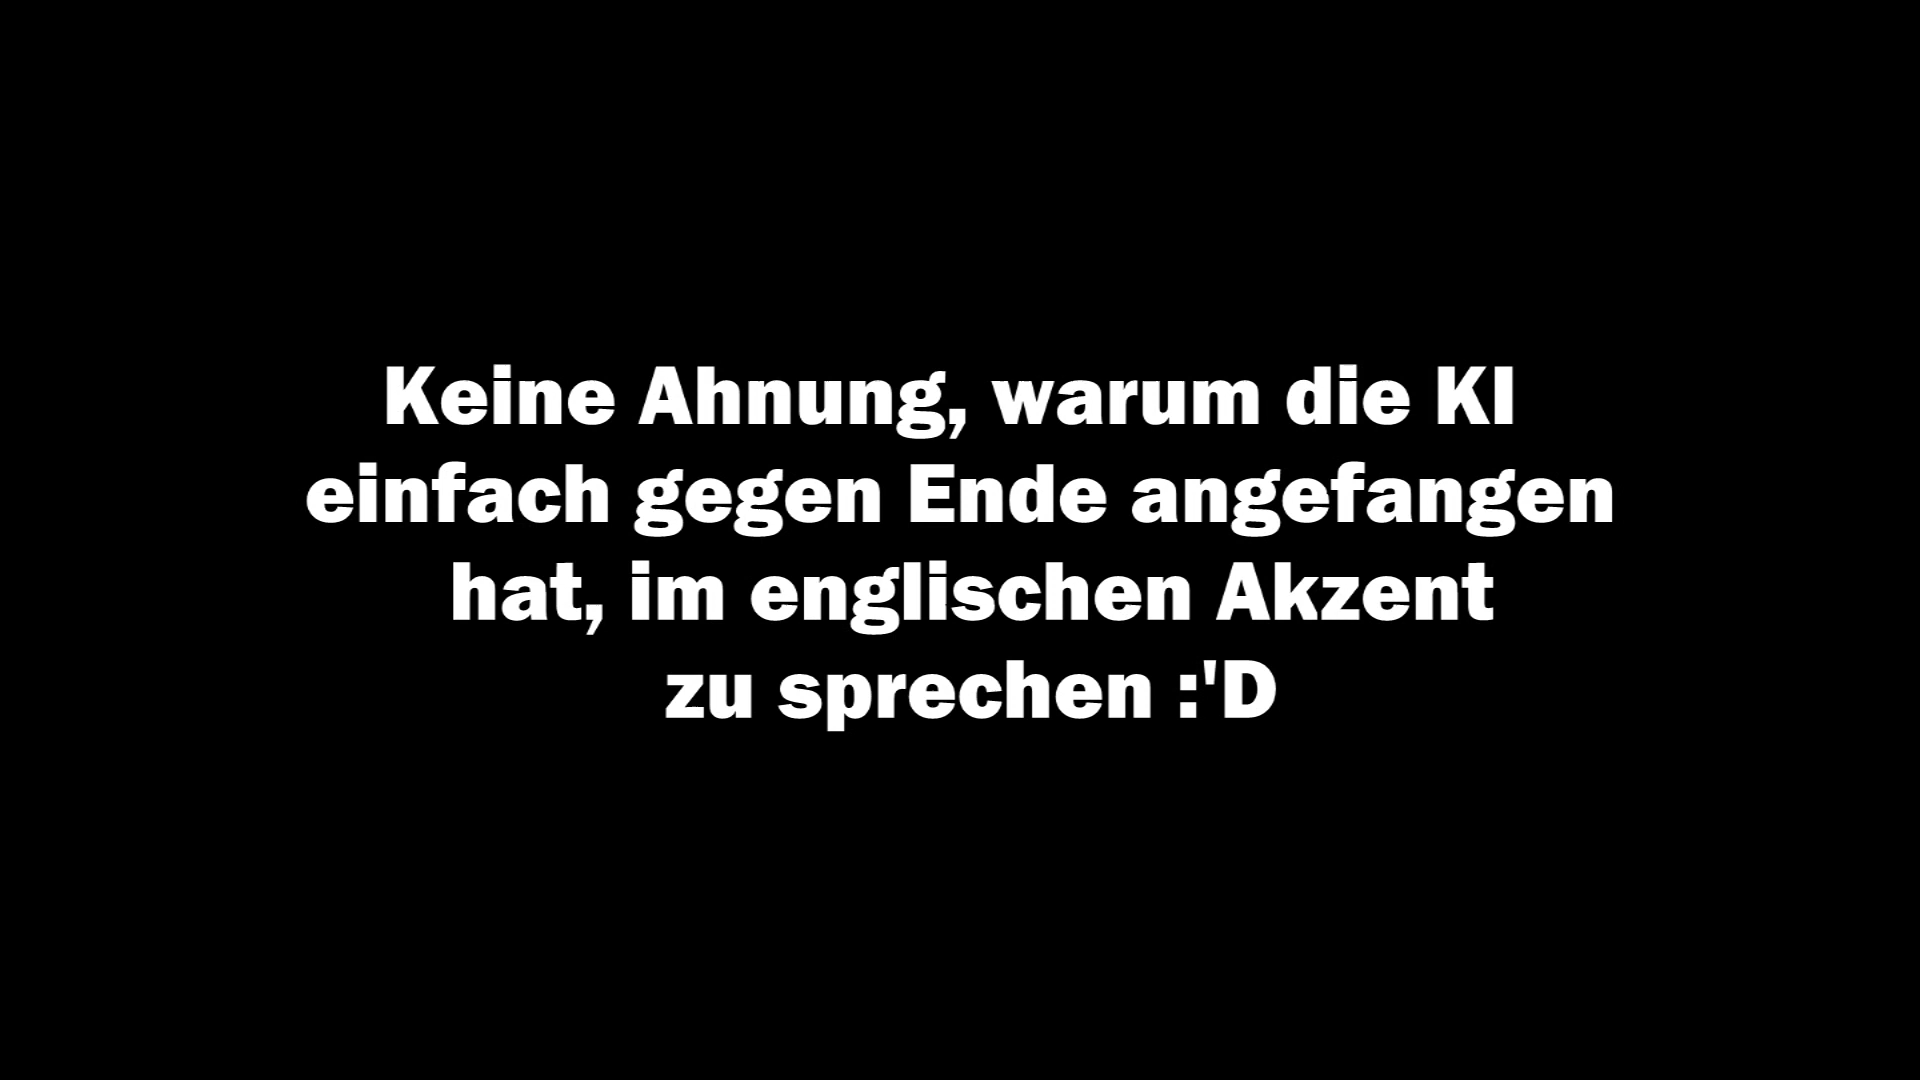 Keine Ahnung, warum die KI
einfach gegen Ende angefangen
hat, im englischen Akzent
zu sprechen :'D